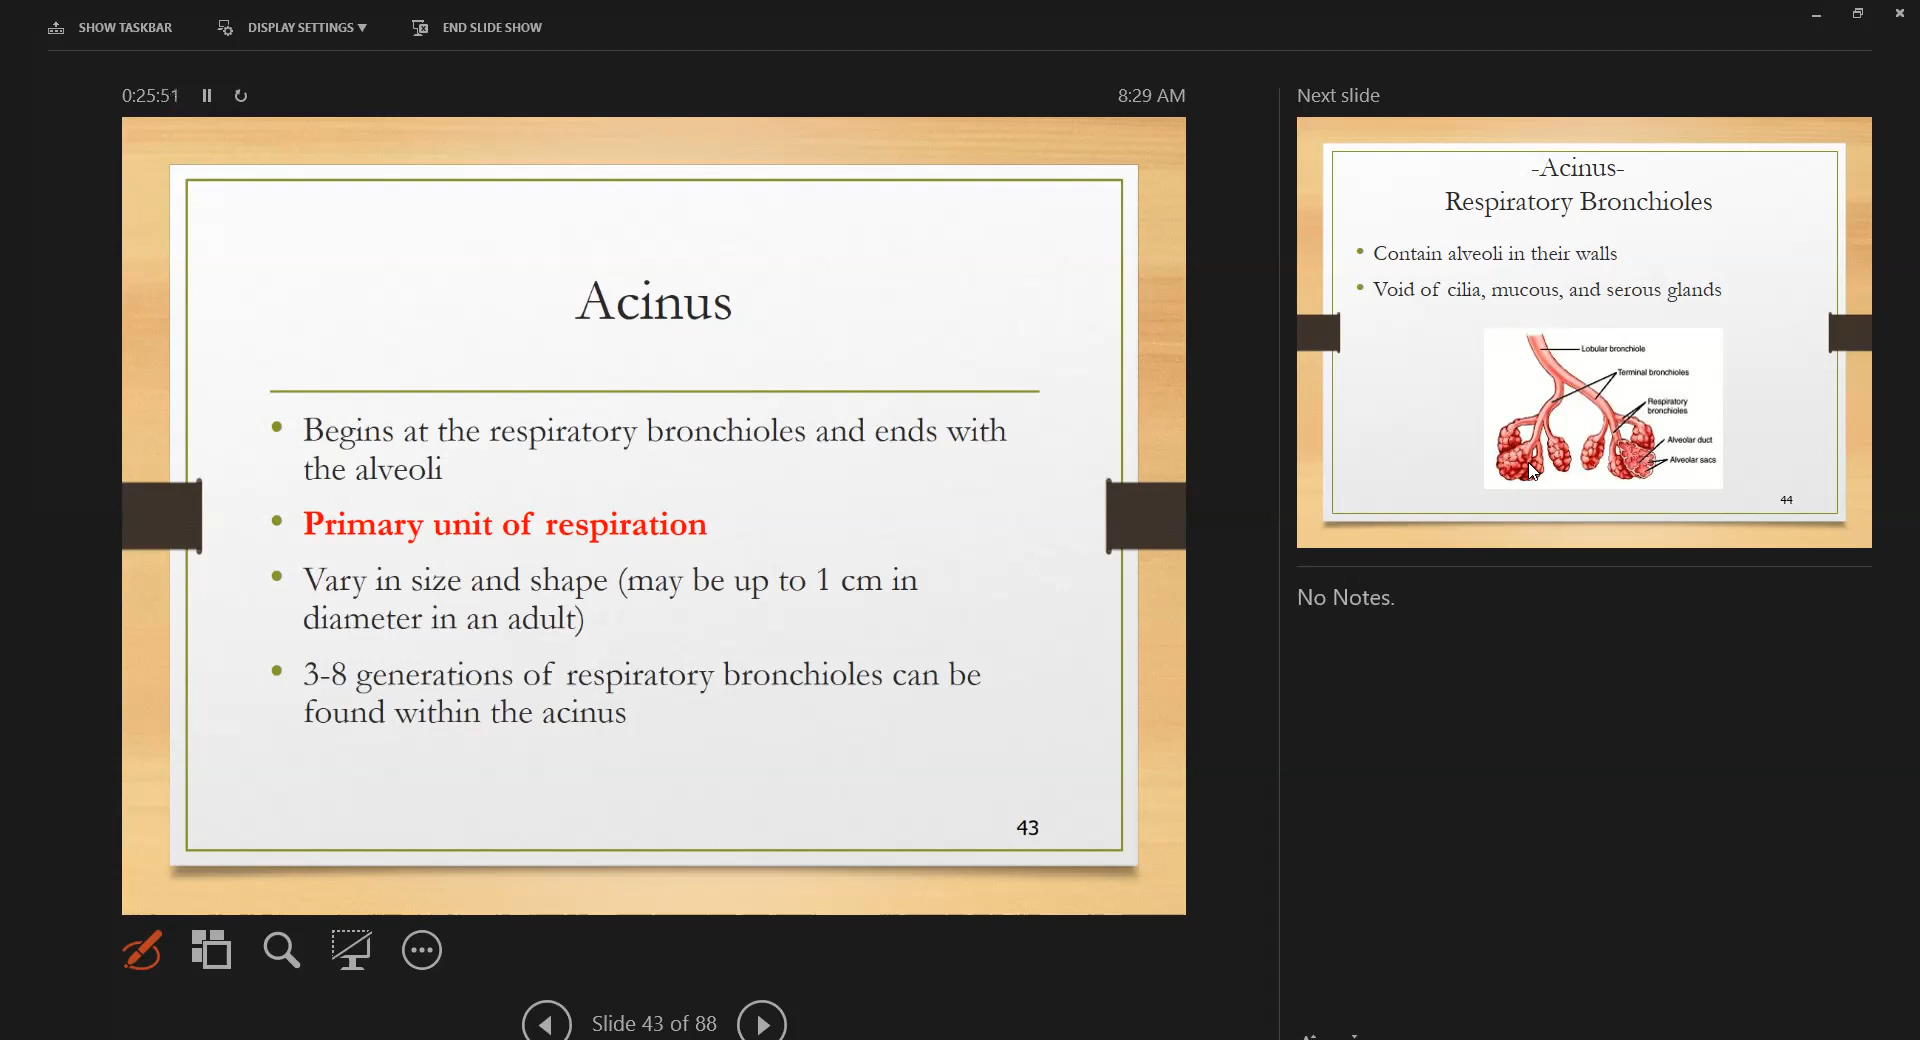 SHOW TASKBAR
DISPLAY SETTINGS ▼
END SLIDE SHOW
0:25:51
8:29 AM
Acinus
• Begins at the respiratory bronchioles and ends with
the alveoli
• Primary unit of respiration
• Vary in size and shape (may be up to 1 cm in
diameter in an adult)
• 3-8 generations of respiratory bronchioles can be
found within the acinus
43
Slide 43 of 88
Next slide
-Acinus-
Respiratory Bronchioles
• Contain alveoli in their walls
• Void of cilia, mucous, and serous glands
Lobular bronchiole
Terminal bronchioles
Respiratory
bronchioles
Alveolar duct
Alveolar sacs
44
No Notes.